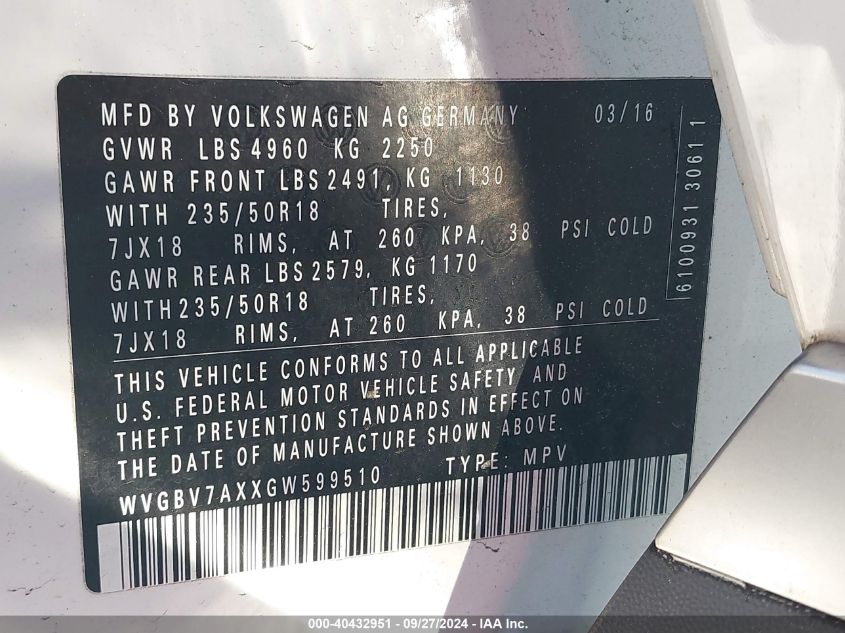 MFD BY VOLKSWAGEN AG GERMANY 03/16
GVWR LBS 4960 KG 2250
GAWR FRONT LBS 2491, KG 1130
WITH 235/50R18 TIRES,
7JX18 RIMS, AT 260 KPA, 38 PSI COLD
GAWR REAR LBS 2579, KG 1170
WITH 235/50R18 TIRES,
7JX18 RIMS, AT 260 KPA, 38 PSI COLD
THIS VEHICLE CONFORMS TO ALL APPLICABLE
U.S. FEDERAL MOTOR VEHICLE SAFETY AND
THEFT PREVENTION STANDARDS IN EFFECT ON
THE DATE OF MANUFACTURE SHOWN ABOVE.
WVGBV7AXXGW599510 TYPE: MPV
6100931 3061 1
000-40432951 - 09/27/2024 - IAAI.com